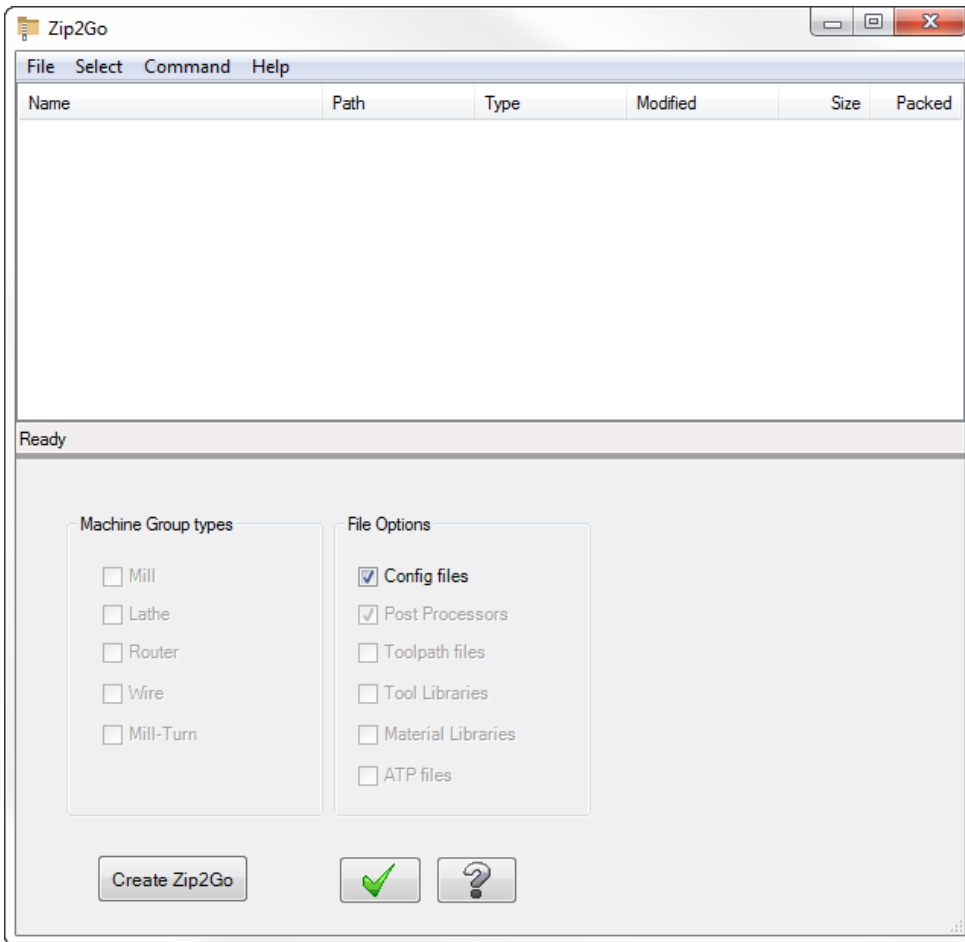 Zip2Go
File Select Command Help
Name Path Type Modified Size Packed
Ready
Machine Group types
Mill
Lathe
Router
Wire
Mill-Turn
File Options
Config files
Post Processors
Toolpath files
Tool Libraries
Material Libraries
ATP files
Create Zip2Go